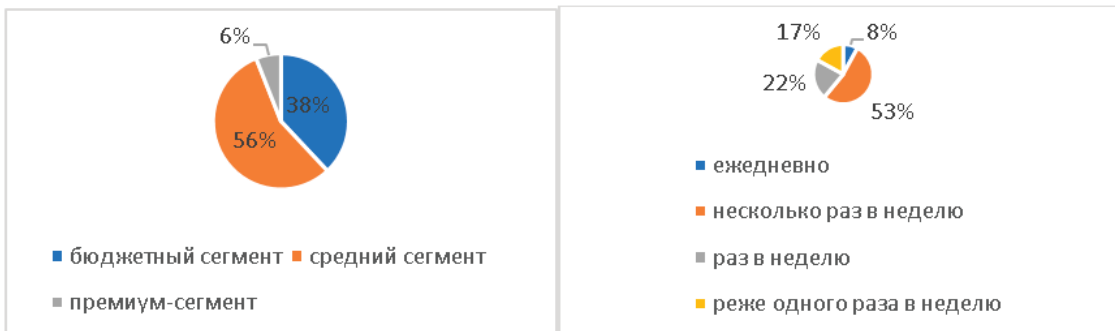 6%
38%
56%
бюджетный сегмент средний сегмент
премиум-сегмент
17% 8%
22%
53%
ежедневно
несколько раз в неделю
раз в неделю
реже одного раза в неделю